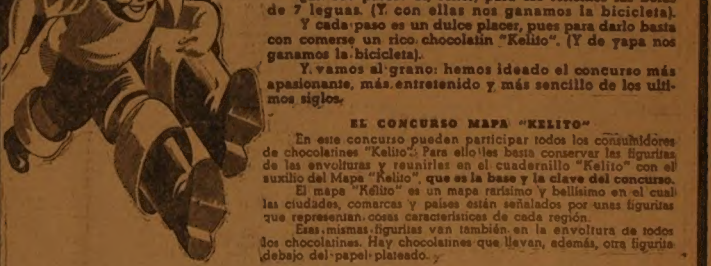 de 7 leguas. (Y con ellas nos ganamos la bicicleta).
Y cada paso es un dulce placer, pues para darlo basta
con comerse un rico chocolatin "Kelito". (Y de yapa nos
ganamos la bicicleta).
Y vamos al grano: hemos ideado el concurso más
apasionante, más entretenido y más sencillo de los ulti-
mos siglos.
EL CONCURSO MAPA "KELITO"
En este concurso pueden participar todos los consumidores
de chocolatines "Kelito". Para ello les basta conservar las figuritas
de las envolturas y reunirlas en el cuadernillo "Kelito" con el
auxilio del Mapa "Kelito", que es la base y la clave del concurso.
El mapa "Kelito" es un mapa rarísimo y bellísimo en el cual
las ciudades, comarcas y países están señalados por unas figuritas
que representan cosas características de cada región.
Esas mismas figuritas van también en la envoltura de todos
los chocolatines. Hay chocolatines que llevan, además, otra figurita
debajo del papel plateado.